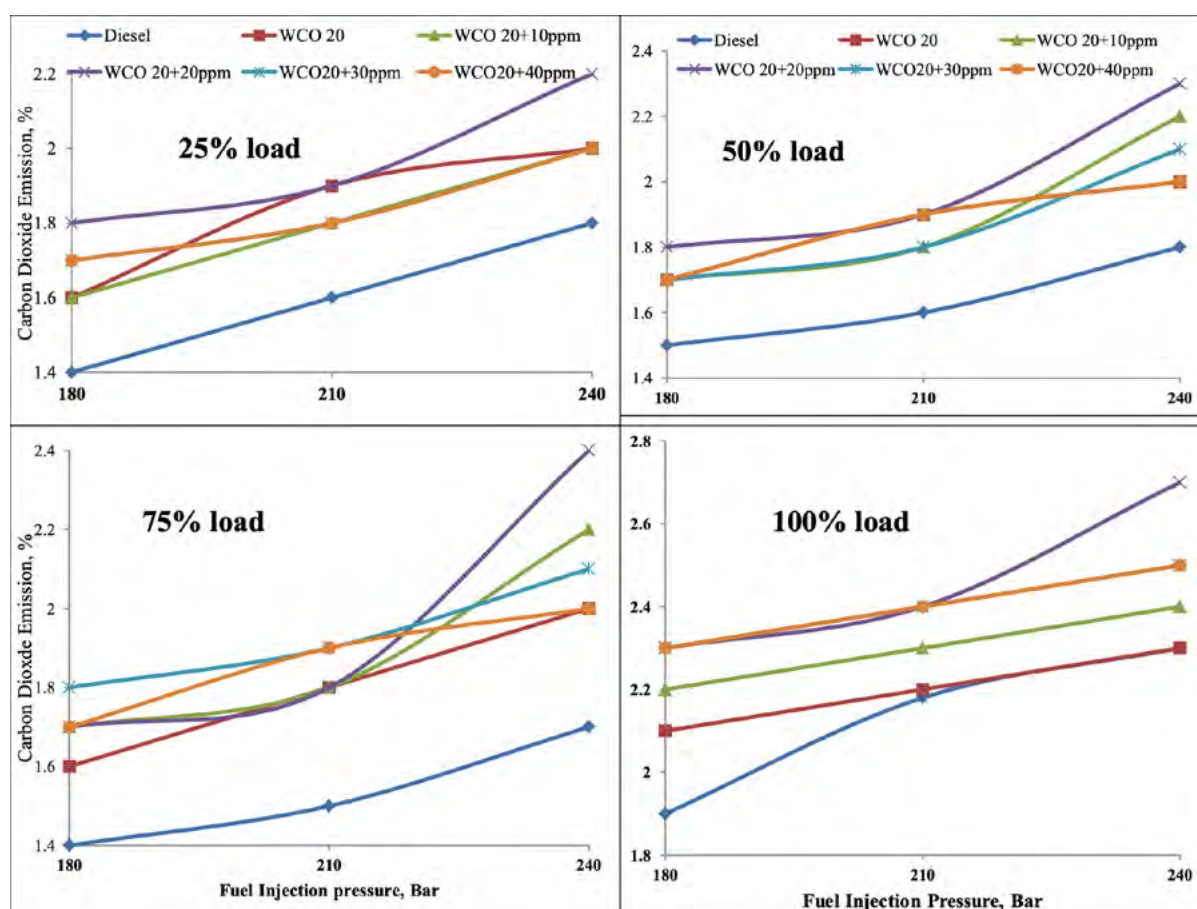 Diesel WCO 20 WCO 20+10ppm
WCO 20+20ppm WCO20+30ppm WCO20+40ppm
Carbon Dioxide Emission, %
2.2
2
1.8
1.6
1.4
25% load
180 210 240
Diesel WCO 20 WCO 20+10ppm
WCO 20+20ppm WCO20+30ppm WCO20+40ppm
2.4
2.2
2
1.8
1.6
1.4
50% load
180 210 240
Carbon Dioxde Emission, %
2.4
2.2
2
1.8
1.6
1.4
75% load
180 210 240
Fuel Injection pressure, Bar
2.8
2.6
2.4
2.2
2
1.8
100% load
180 210 240
Fuel Injection Pressure, Bar